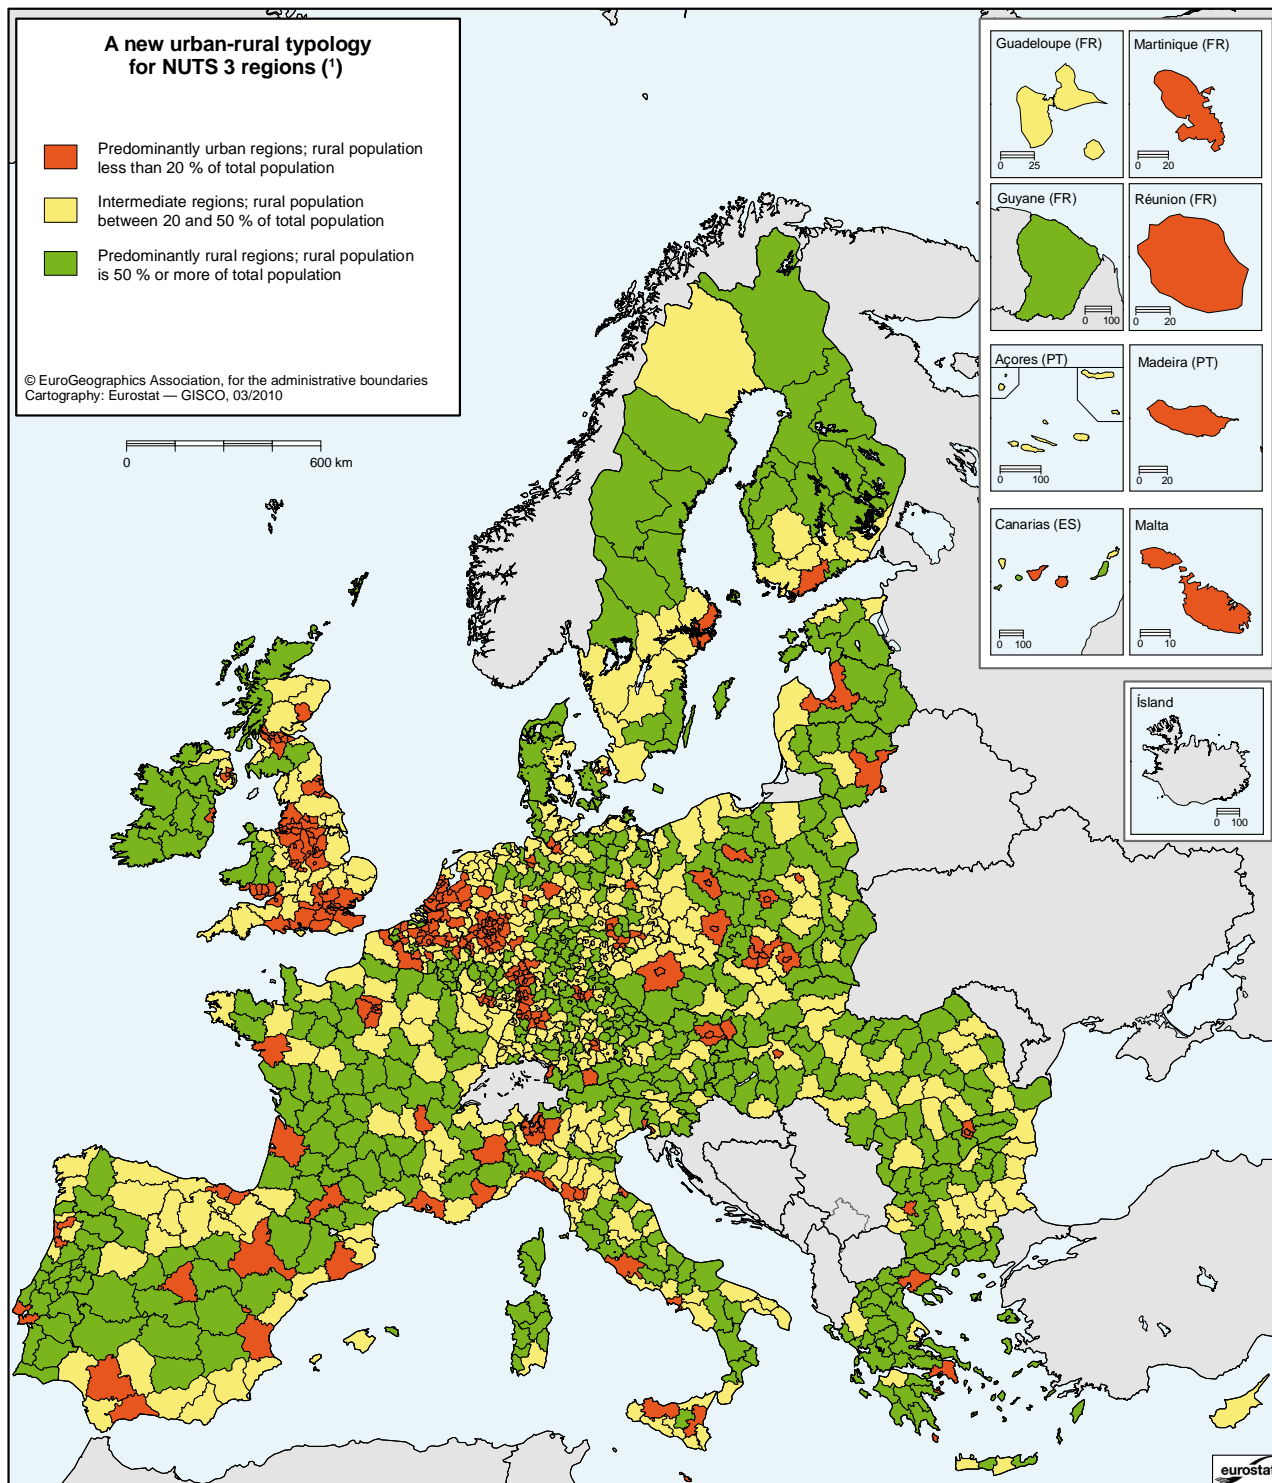 A new urban-rural typology
for NUTS 3 regions (¹)
Predominantly urban regions; rural population
less than 20 % of total population
Intermediate regions; rural population
between 20 and 50 % of total population
Predominantly rural regions; rural population
is 50 % or more of total population
© EuroGeographics Association, for the administrative boundaries
Cartography: Eurostat — GISCO, 03/2010
0 600 km
Guadeloupe (FR)
0 25
Martinique (FR)
0 20
Guyane (FR)
0 100
Réunion (FR)
0 20
Açores (PT)
0 100
Madeira (PT)
0 20
Canarias (ES)
0 100
Malta
0 10
Ísland
0 100
eurostat